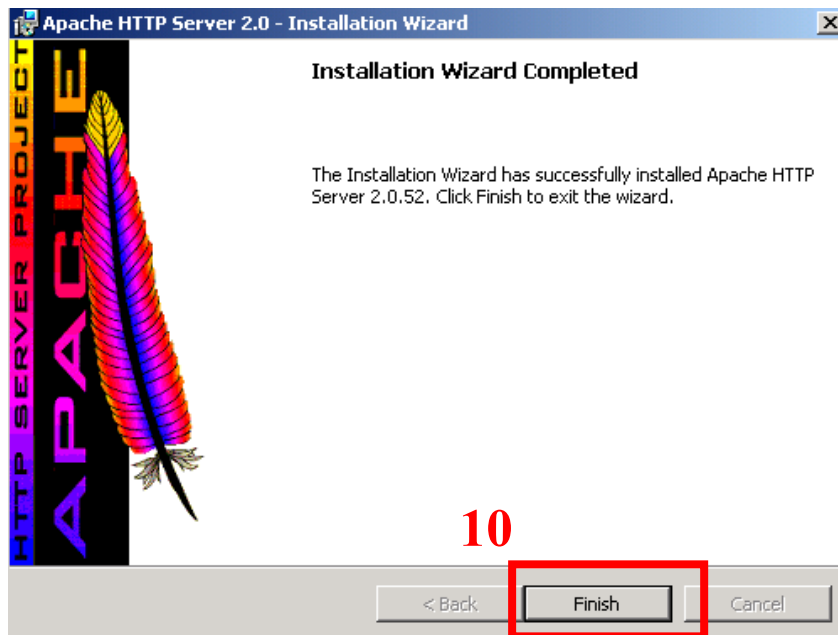 Apache HTTP Server 2.0 - Installation Wizard
HTTP SERVER PROJECT
APACHE
Installation Wizard Completed
The Installation Wizard has successfully installed Apache HTTP
Server 2.0.52. Click Finish to exit the wizard.
10
< Back
Finish
Cancel